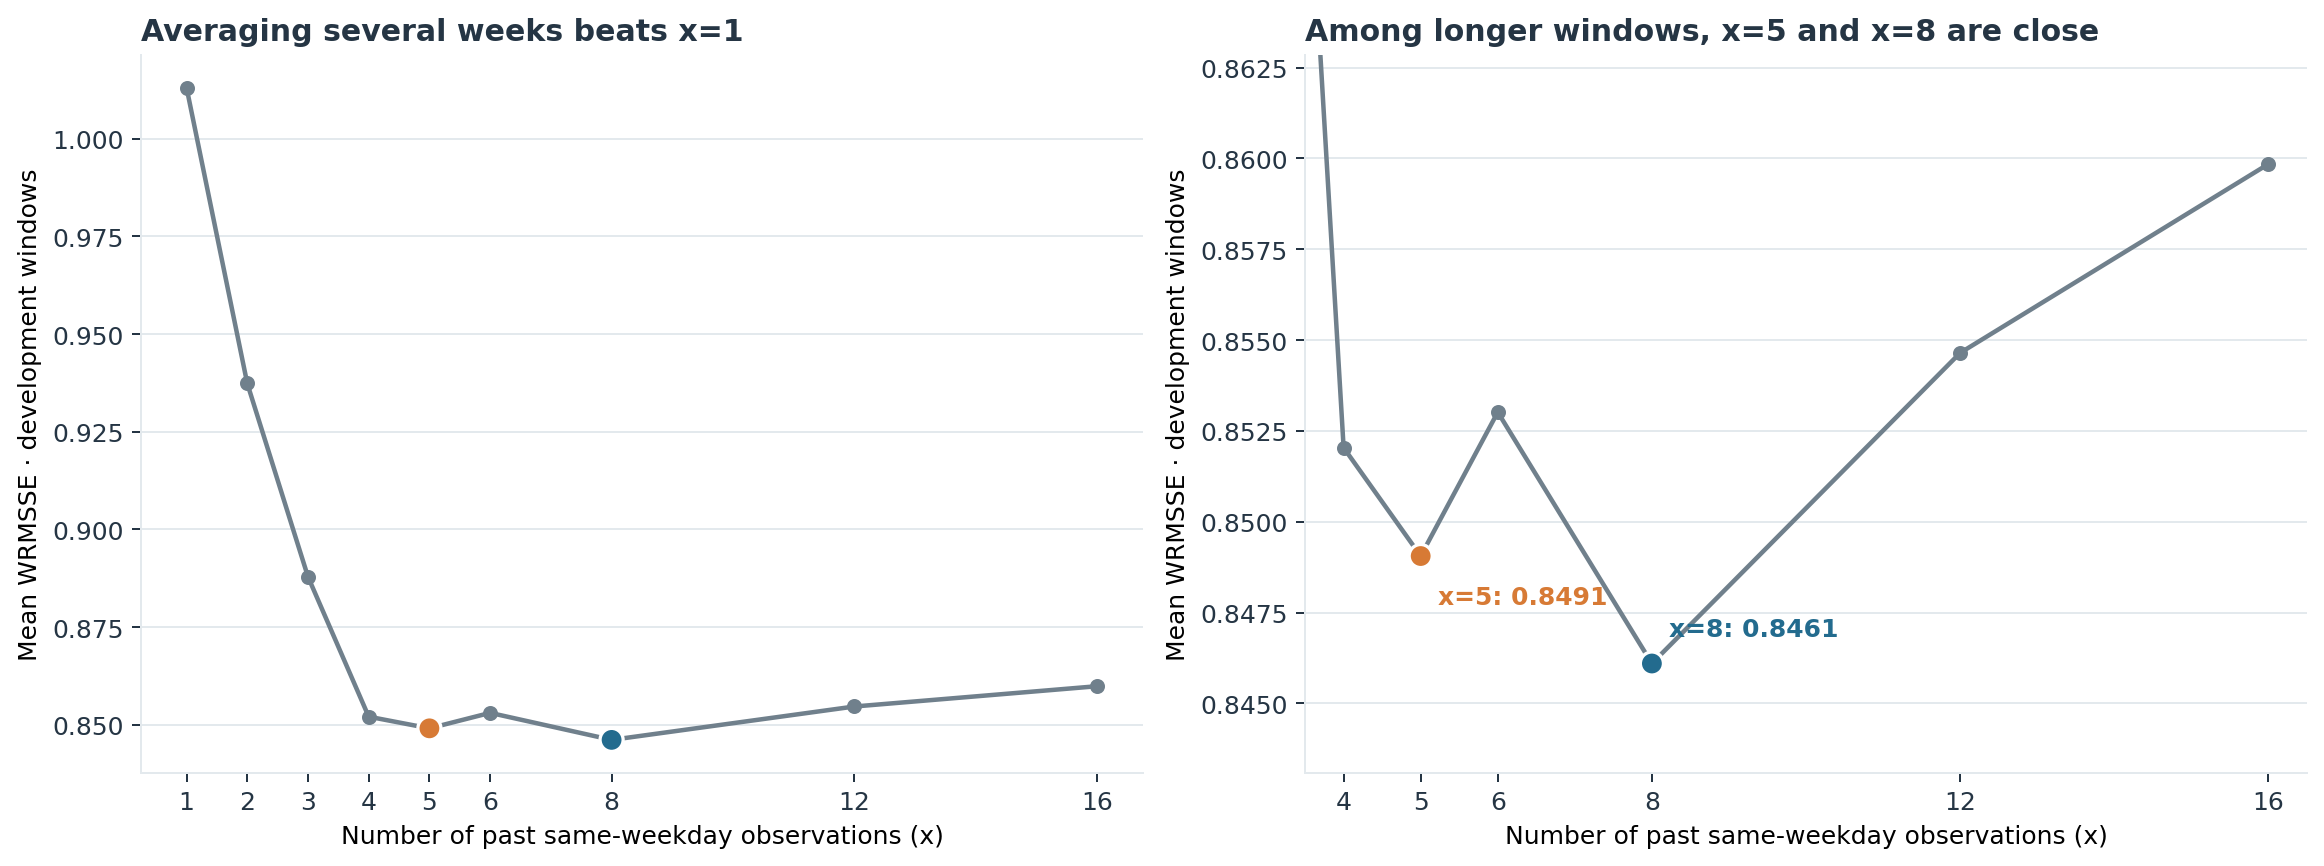 Averaging several weeks beats x=1
Mean WRMSSE · development windows
1.000
0.975
0.950
0.925
0.900
0.875
0.850
1 2 3 4 5 6 8 12 16
Number of past same-weekday observations (x)
Among longer windows, x=5 and x=8 are close
Mean WRMSSE · development windows
0.8625
0.8600
0.8575
0.8550
0.8525
0.8500
0.8475
0.8450
x=5: 0.8491
x=8: 0.8461
4 5 6 8 12 16
Number of past same-weekday observations (x)